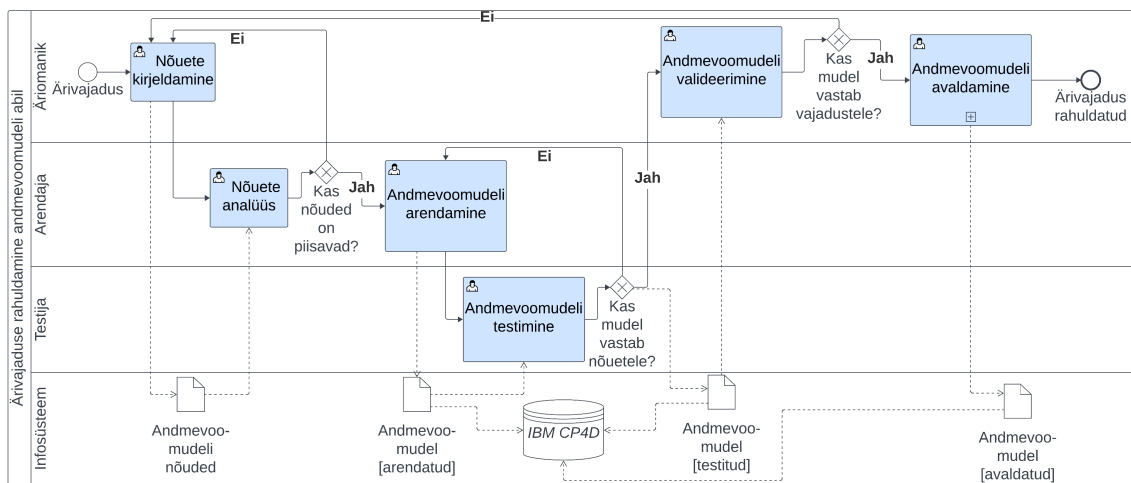 Ärivajaduse rahuldamine andmevoomudeli abil
Äriomanik
Ärivajadus
Nõuete
kirjeldamine
Ei
Ei
Andmevoomudeli
valideerimine
Kas
mudel
vastab
vajadustele?
Jah
Andmevoomudeli
avaldamine
Ärivajadus
rahuldatud
Arendaja
Nõuete
analüüs
Kas
nõuded
on
piisavad?
Jah
Andmevoomudeli
arendamine
Ei
Jah
Testija
Andmevoomudeli
testimine
Kas
mudel
vastab
nõuetele?
Infosüsteem
Andmevoo-
mudeli
nõuded
Andmevoo-
mudel
[arendatud]
IBM CP4D
Andmevoo-
mudel
[testitud]
Andmevoo-
mudel
[avaldatud]